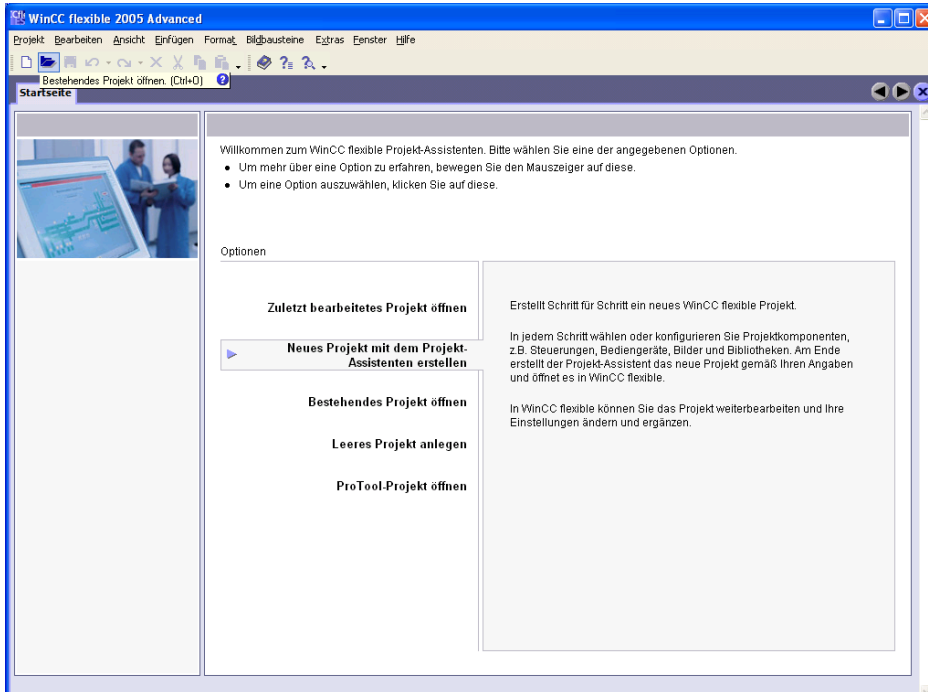 WinCC flexible 2005 Advanced
Projekt Bearbeiten Ansicht Einfügen Format Bildbausteine Extras Fenster Hilfe
Bestehendes Projekt öffnen. (Ctrl+O)
Startseite
Willkommen zum WinCC flexible Projekt-Assistenten. Bitte wählen Sie eine der angegebenen Optionen.
• Um mehr über eine Option zu erfahren, bewegen Sie den Mauszeiger auf diese.
• Um eine Option auszuwählen, klicken Sie auf diese.
Optionen
Zuletzt bearbeitetes Projekt öffnen
Neues Projekt mit dem Projekt-
Assistenten erstellen
Bestehendes Projekt öffnen
Leeres Projekt anlegen
ProTool-Projekt öffnen
Erstellt Schritt für Schritt ein neues WinCC flexible Projekt.
In jedem Schritt wählen oder konfigurieren Sie Projektkomponenten,
z.B. Steuerungen, Bediengeräte, Bilder und Bibliotheken. Am Ende
erstellt der Projekt-Assistent das neue Projekt gemäß Ihren Angaben
und öffnet es in WinCC flexible.
In WinCC flexible können Sie das Projekt weiterbearbeiten und Ihre
Einstellungen ändern und ergänzen.